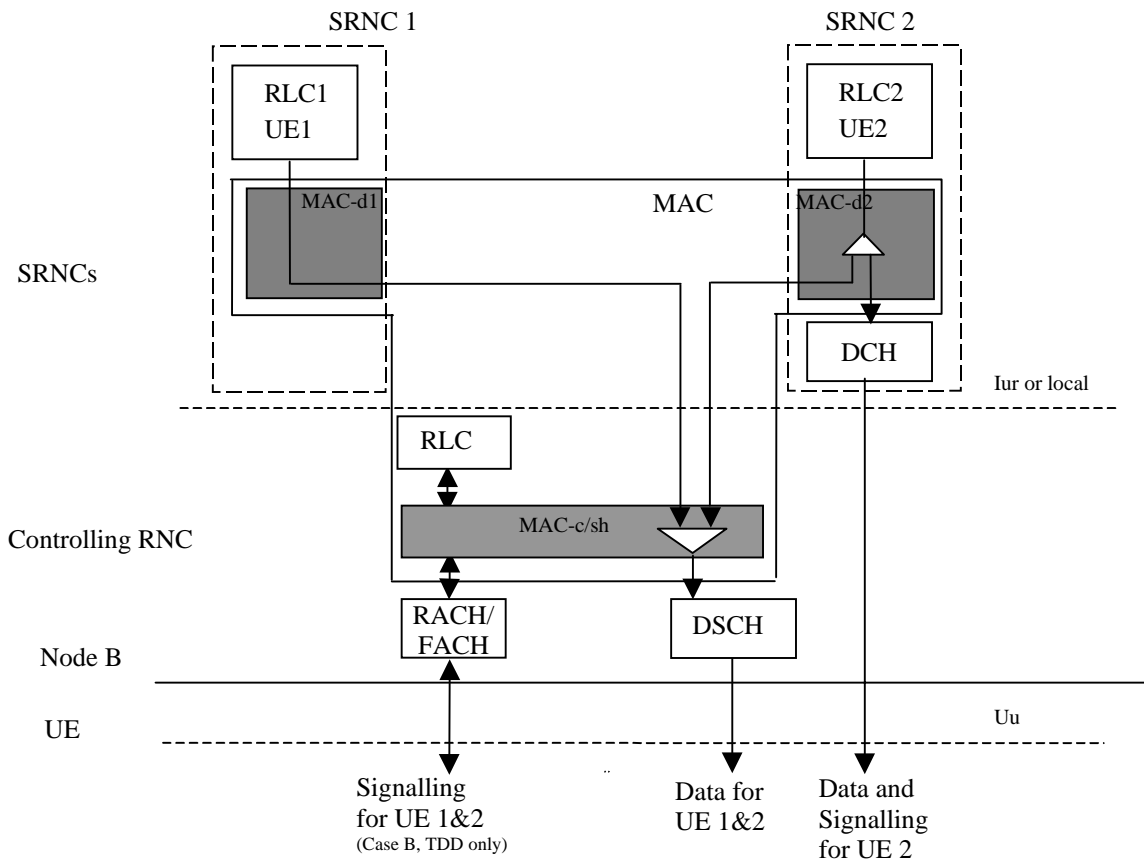 SRNC 1
SRNC 2
RLC1
UE1
RLC2
UE2
MAC-d1
MAC
MAC-d2
SRNCs
DCH
Iur or local
RLC
MAC-c/sh
Controlling RNC
RACH/
FACH
DSCH
Node B
UE
Uu
Signalling
for UE 1&2
(Case B, TDD only)
..
Data for
UE 1&2
Data and
Signalling
for UE 2